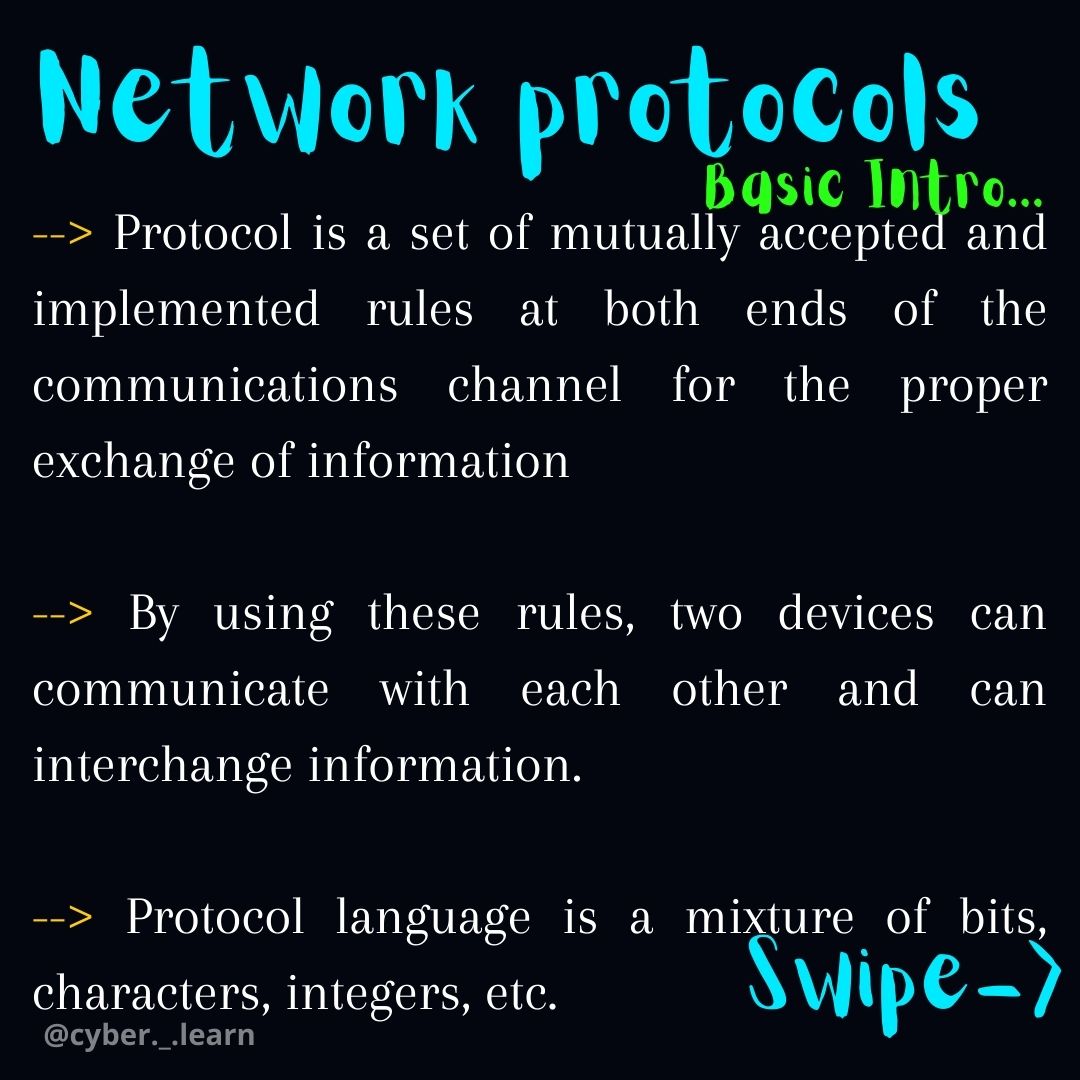 Network protocols
Basic Intro...
--> Protocol is a set of mutually accepted and
implemented rules at both ends of the
communications channel for the proper
exchange of information
--> By using these rules, two devices can
communicate with each other and can
interchange information.
--> Protocol language is a mixture of bits,
characters, integers, etc.
Swipe->
@cyber._.learn